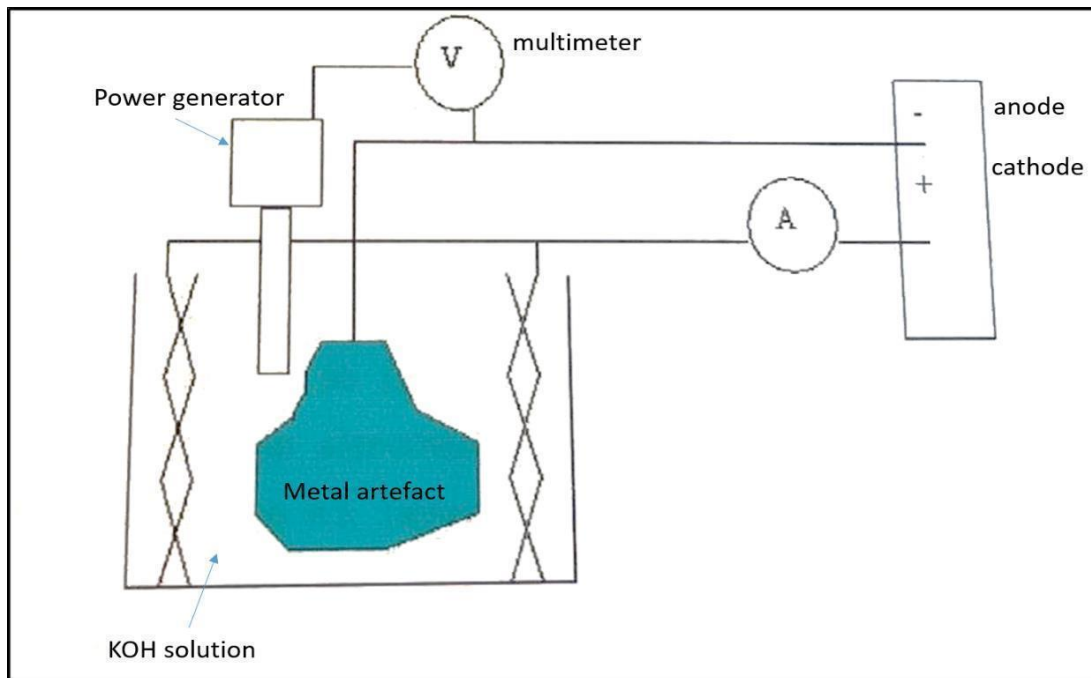 multimeter
V
Power generator
-
anode
cathode
+
A
Metal artefact
KOH solution